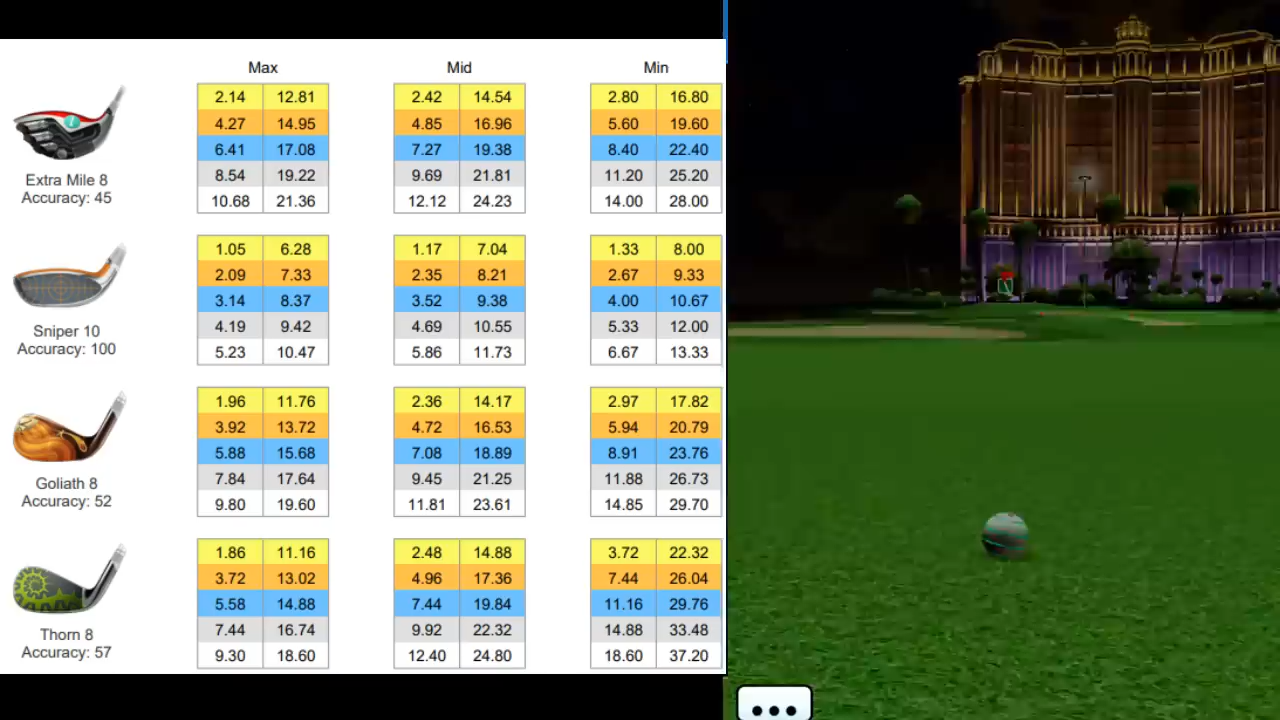 Max Mid Min
Extra Mile 8
Accuracy: 45
2.14 12.81 2.42 14.54 2.80 16.80
4.27 14.95 4.85 16.96 5.60 19.60
6.41 17.08 7.27 19.38 8.40 22.40
8.54 19.22 9.69 21.81 11.20 25.20
10.68 21.36 12.12 24.23 14.00 28.00
Sniper 10
Accuracy: 100
1.05 6.28 1.17 7.04 1.33 8.00
2.09 7.33 2.35 8.21 2.67 9.33
3.14 8.37 3.52 9.38 4.00 10.67
4.19 9.42 4.69 10.55 5.33 12.00
5.23 10.47 5.86 11.73 6.67 13.33
Goliath 8
Accuracy: 52
1.96 11.76 2.36 14.17 2.97 17.82
3.92 13.72 4.72 16.53 5.94 20.79
5.88 15.68 7.08 18.89 8.91 23.76
7.84 17.64 9.45 21.25 11.88 26.73
9.80 19.60 11.81 23.61 14.85 29.70
Thorn 8
Accuracy: 57
1.86 11.16 2.48 14.88 3.72 22.32
3.72 13.02 4.96 17.36 7.44 26.04
5.58 14.88 7.44 19.84 11.16 29.76
7.44 16.74 9.92 22.32 14.88 33.48
9.30 18.60 12.40 24.80 18.60 37.20